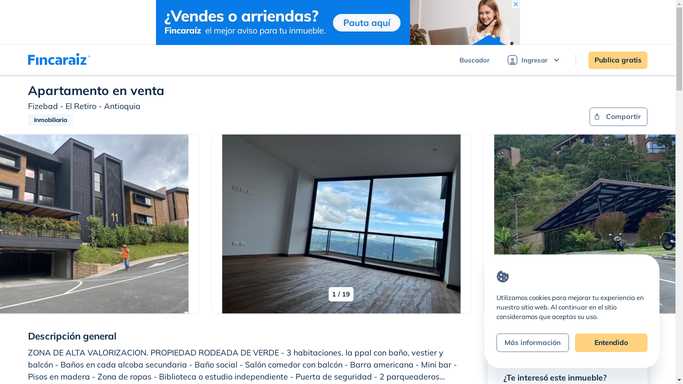 ¿Vendes o arriendas?
Fincaraíz el mejor aviso para tu inmueble.
Pauta aquí
Fincaraíz
Buscador
Ingresar
Publica gratis
Apartamento en venta
Fizebad - El Retiro - Antioquia
Inmobiliaria
Compartir
11
1 / 19
Utilizamos cookies para mejorar tu experiencia en
nuestro sitio web. Al continuar en el sitio
consideramos que aceptas su uso.
Más información
Entendido
Descripción general
ZONA DE ALTA VALORIZACION. PROPIEDAD RODEADA DE VERDE - 3 habitaciones, la ppal con baño, vestier y
balcón - Baños en cada alcoba secundaria - Baño social - Salón comedor con balcón - Barra americana - Mini bar -
Pisos en madera - Zona de ropas - Biblioteca o estudio independiente - Puerta de seguridad - 2 parqueaderos...
¿Te interesó este inmueble?